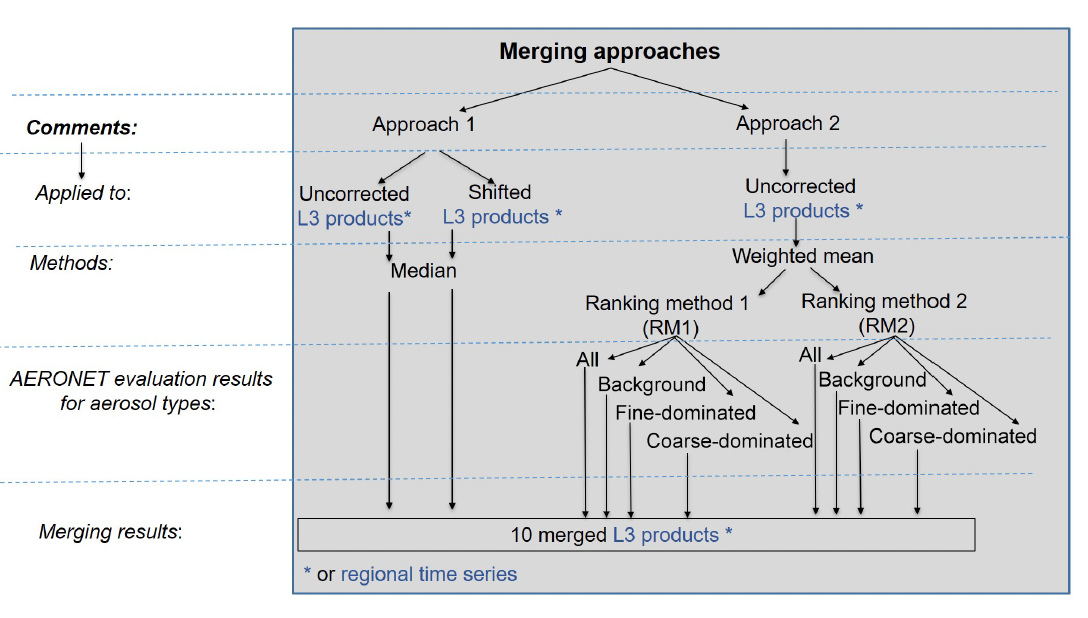 Merging approaches
Comments:
Approach 1
Approach 2
Applied to:
Uncorrected
L3 products*
Shifted
L3 products *
Uncorrected
L3 products *
Methods:
Median
Weighted mean
Ranking method 1
(RM1)
Ranking method 2
(RM2)
AERONET evaluation results
for aerosol types:
All
Background
Fine-dominated
Coarse-dominated
All
Background
Fine-dominated
Coarse-dominated
Merging results:
10 merged L3 products *
* or regional time series